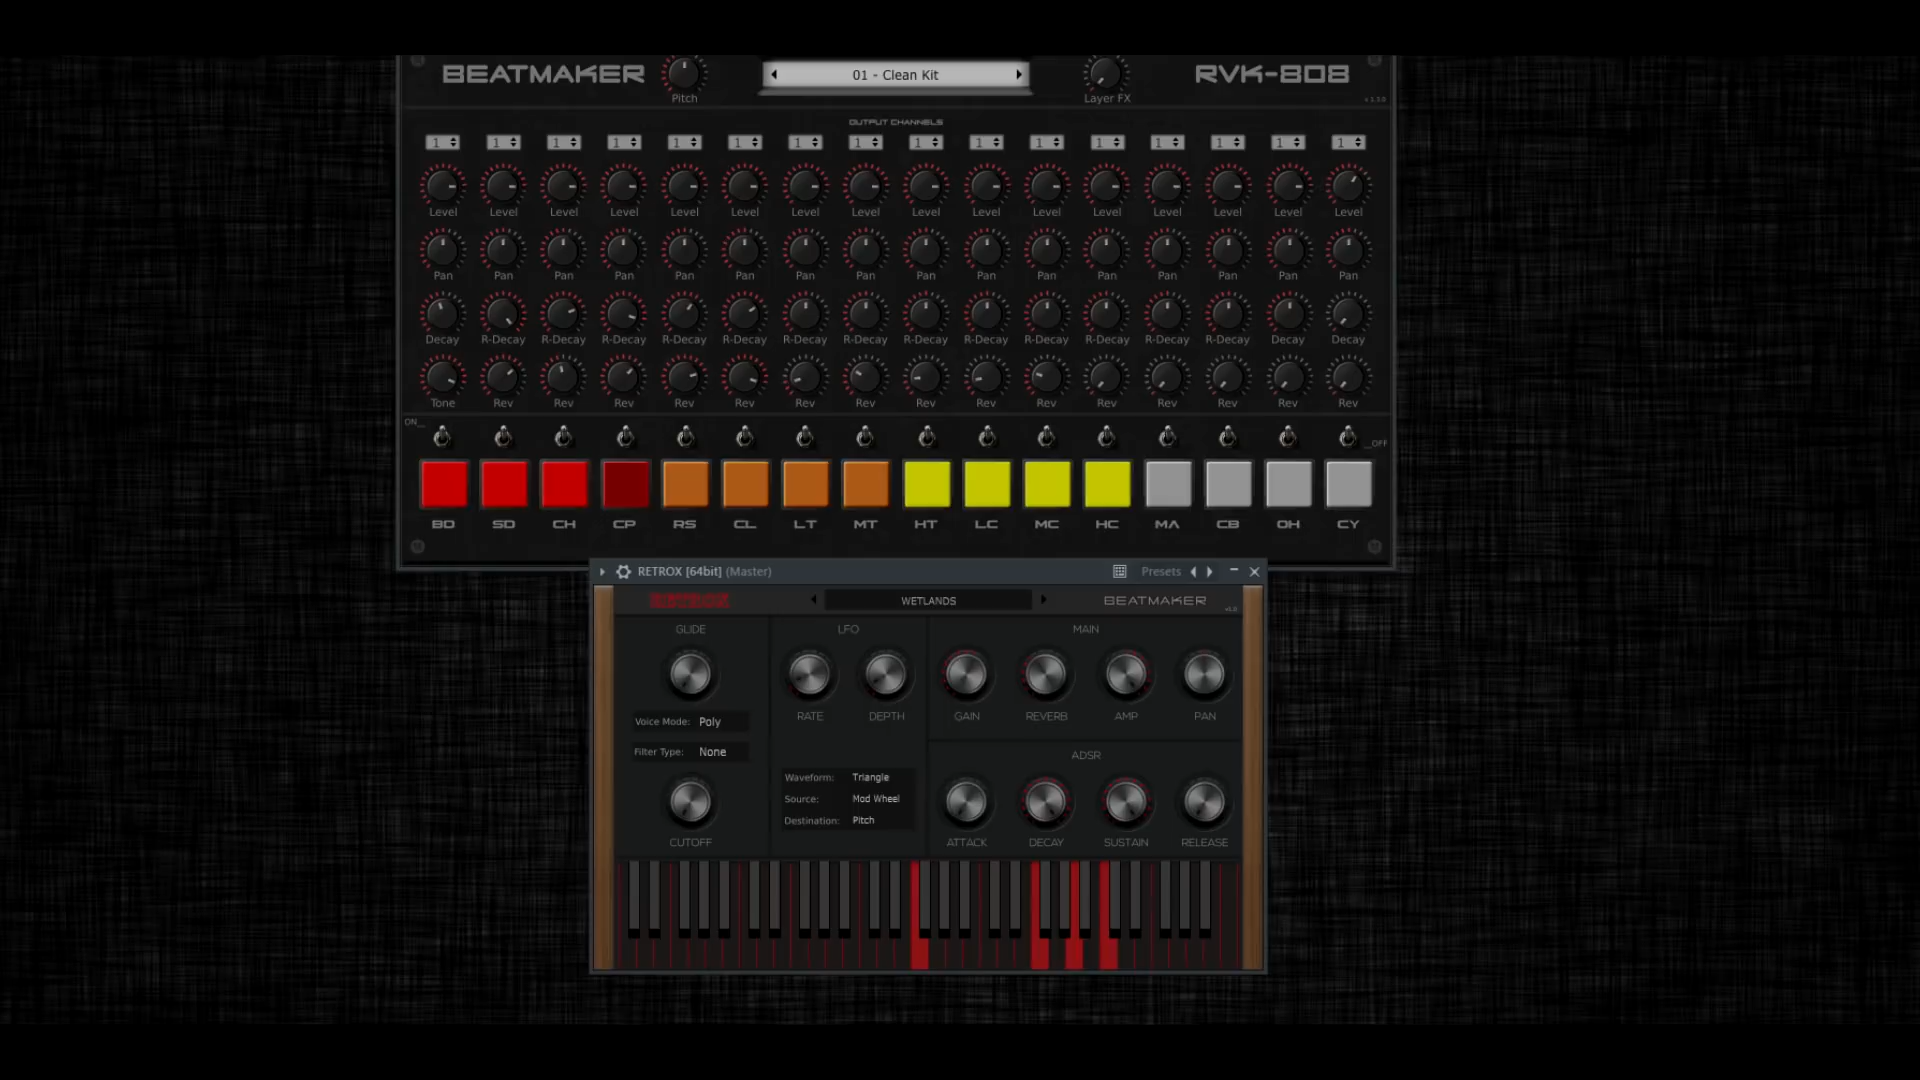 BEATMAKER
Pitch
01 - Clean Kit
Layer FX
RVK-808
v 1.3.0
OUTPUT CHANNELS
1 1 1 1 1 1 1 1 1 1 1 1 1 1 1 1
Level Level Level Level Level Level Level Level Level Level Level Level Level Level Level Level
Pan Pan Pan Pan Pan Pan Pan Pan Pan Pan Pan Pan Pan Pan Pan Pan
Decay R-Decay R-Decay R-Decay R-Decay R-Decay R-Decay R-Decay R-Decay R-Decay R-Decay R-Decay R-Decay R-Decay Decay Decay
Tone Rev Rev Rev Rev Rev Rev Rev Rev Rev Rev Rev Rev Rev Rev Rev
ON
OFF
BD SD CH CP RS CL LT MT HT LC MC HC MA CB OH CY
RETROX [64bit] (Master)
Presets
WETLANDS
BEATMAKER
v1.0
GLIDE
LFO
MAIN
RATE DEPTH
GAIN REVERB AMP PAN
Voice Mode: Poly
Filter Type: None
ADSR
Waveform: Triangle
Source: Mod Wheel
Destination: Pitch
CUTOFF
ATTACK DECAY SUSTAIN RELEASE